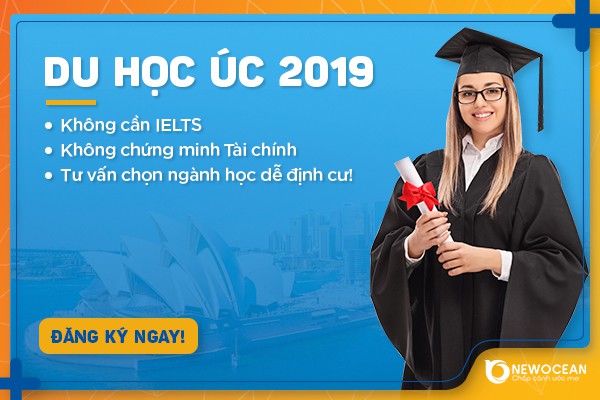 DU HỌC ÚC 2019
• Không cần IELTS
• Không chứng minh Tài chính
• Tư vấn chọn ngành học dễ định cư!
ĐĂNG KÝ NGAY!
NEWOCEAN
Chắp cánh ước mơ